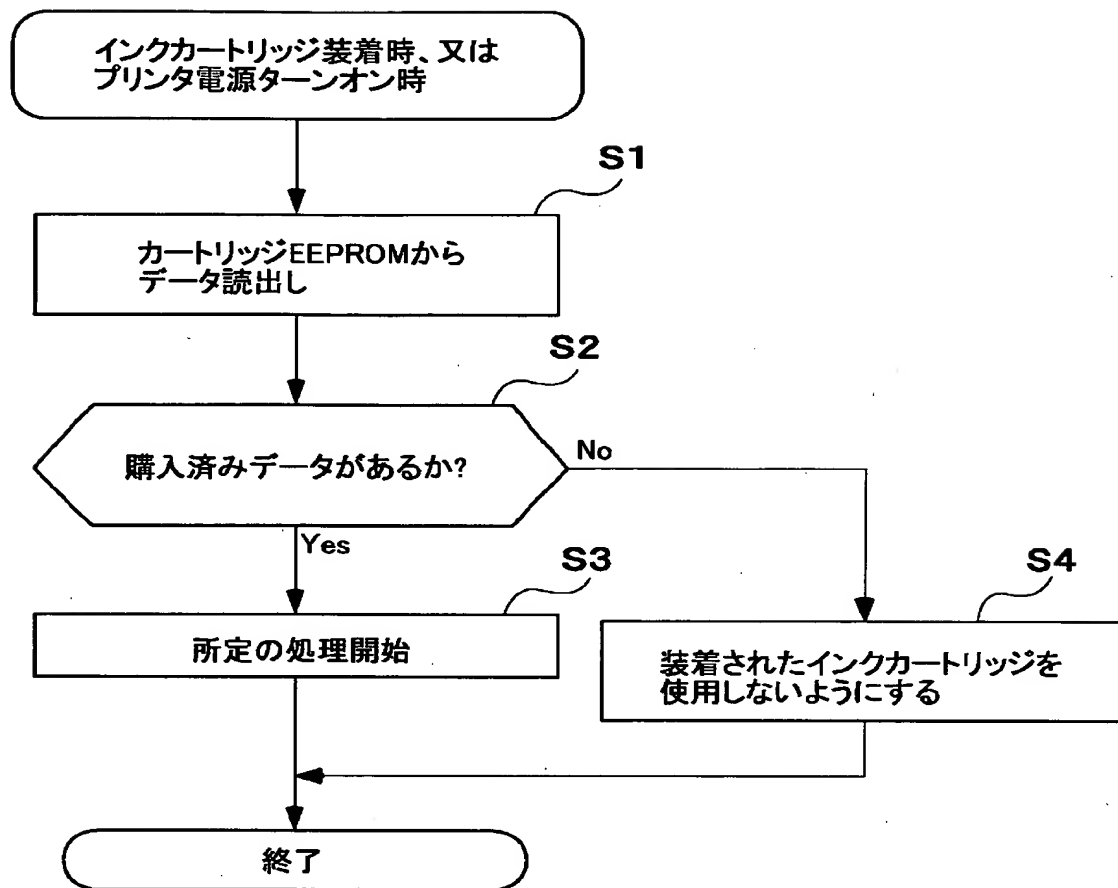 インクカートリッジ装着時、又は
プリンタ電源ターンオン時
S1
カートリッジEEPROMから
データ読出し
S2
購入済みデータがあるか?
No
Yes
S3
所定の処理開始
S4
装着されたインクカートリッジを
使用しないようにする
終了